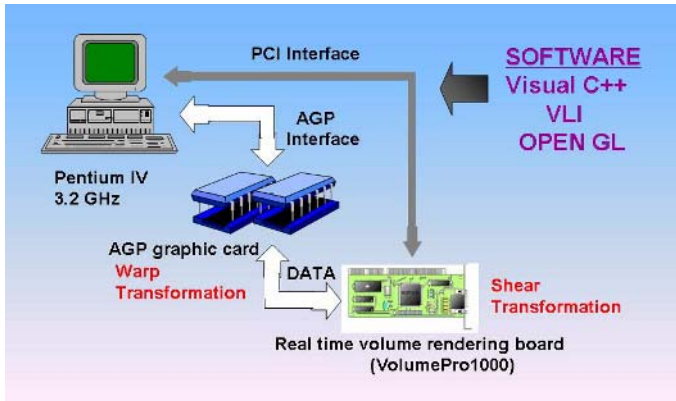 PCI Interface
SOFTWARE
Visual C++
VLI
OPEN GL
AGP
Interface
Pentium IV
3.2 GHz
AGP graphic card
Warp
Transformation
DATA
Shear
Transformation
Real time volume rendering board
(VolumePro1000)